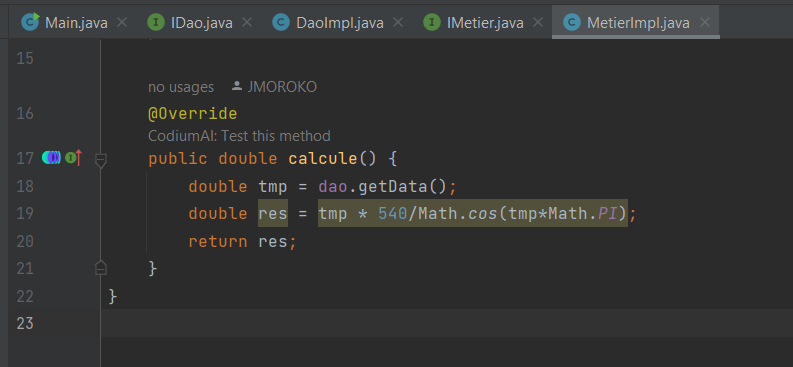 Main.java IDao.java DaoImpl.java IMetier.java MetierImpl.java
15
no usages JMOROKO
16 @Override
CodiumAI: Test this method
17 public double calcule() {
18 double tmp = dao.getData();
19 double res = tmp * 540/Math.cos(tmp*Math.PI);
20 return res;
21 }
22 }
23